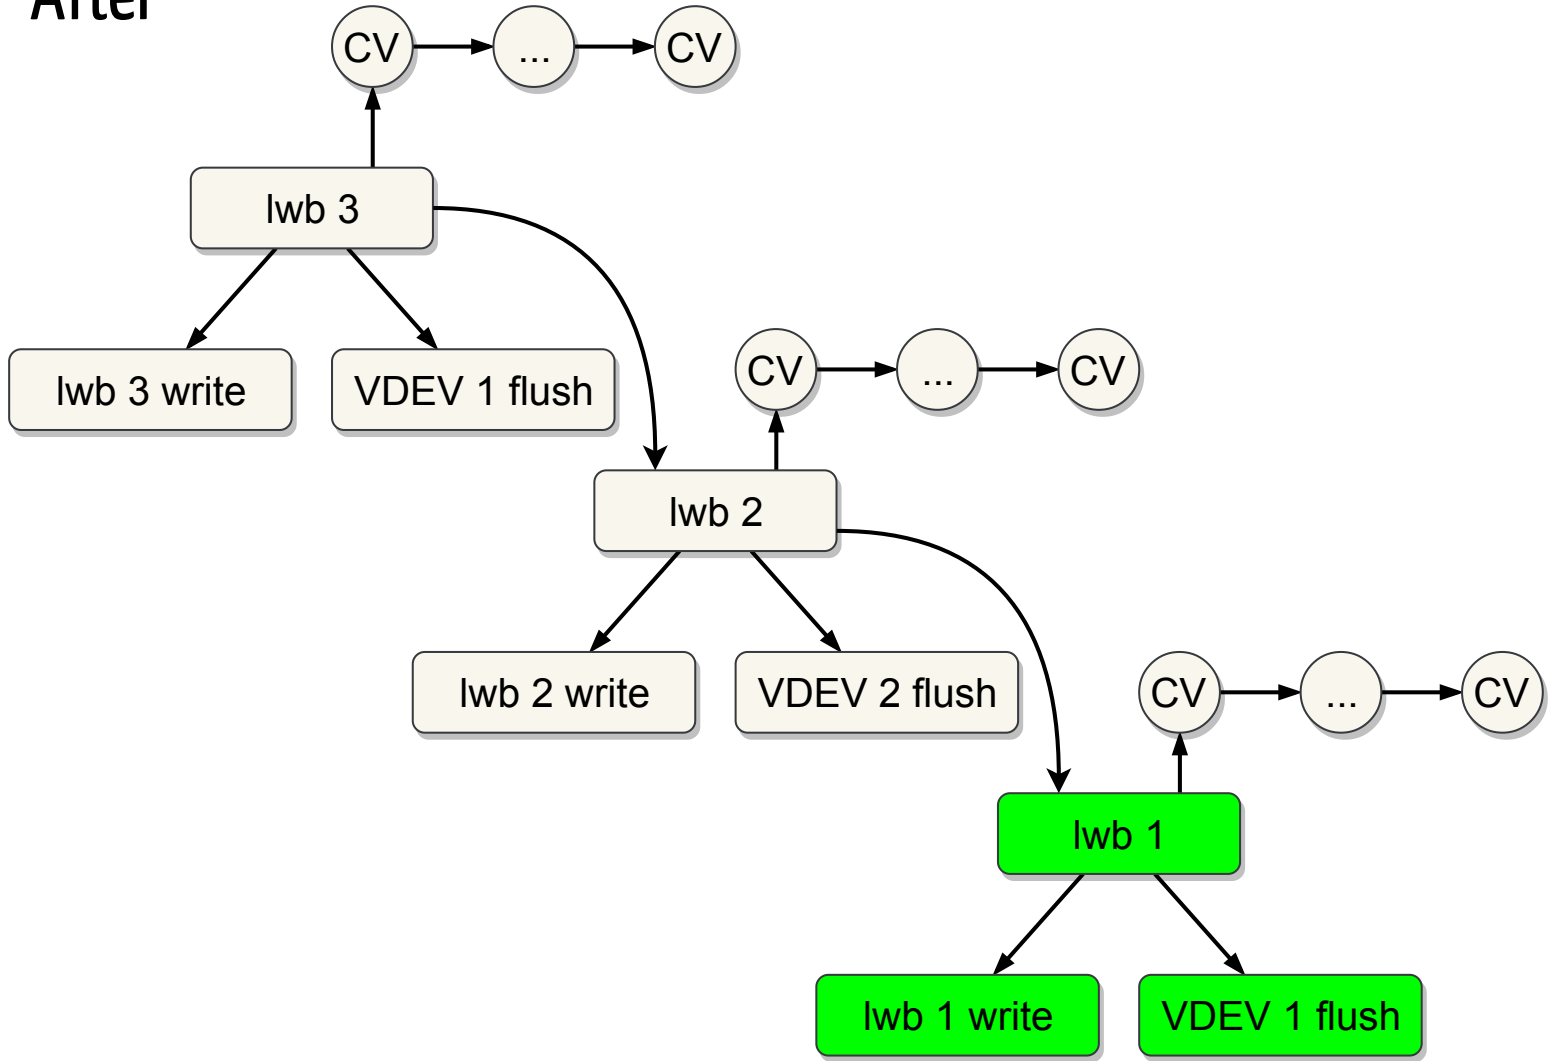 After
CV
...
CV
lwb 3
lwb 3 write
VDEV 1 flush
CV
...
CV
lwb 2
lwb 2 write
VDEV 2 flush
CV
...
CV
lwb 1
lwb 1 write
VDEV 1 flush